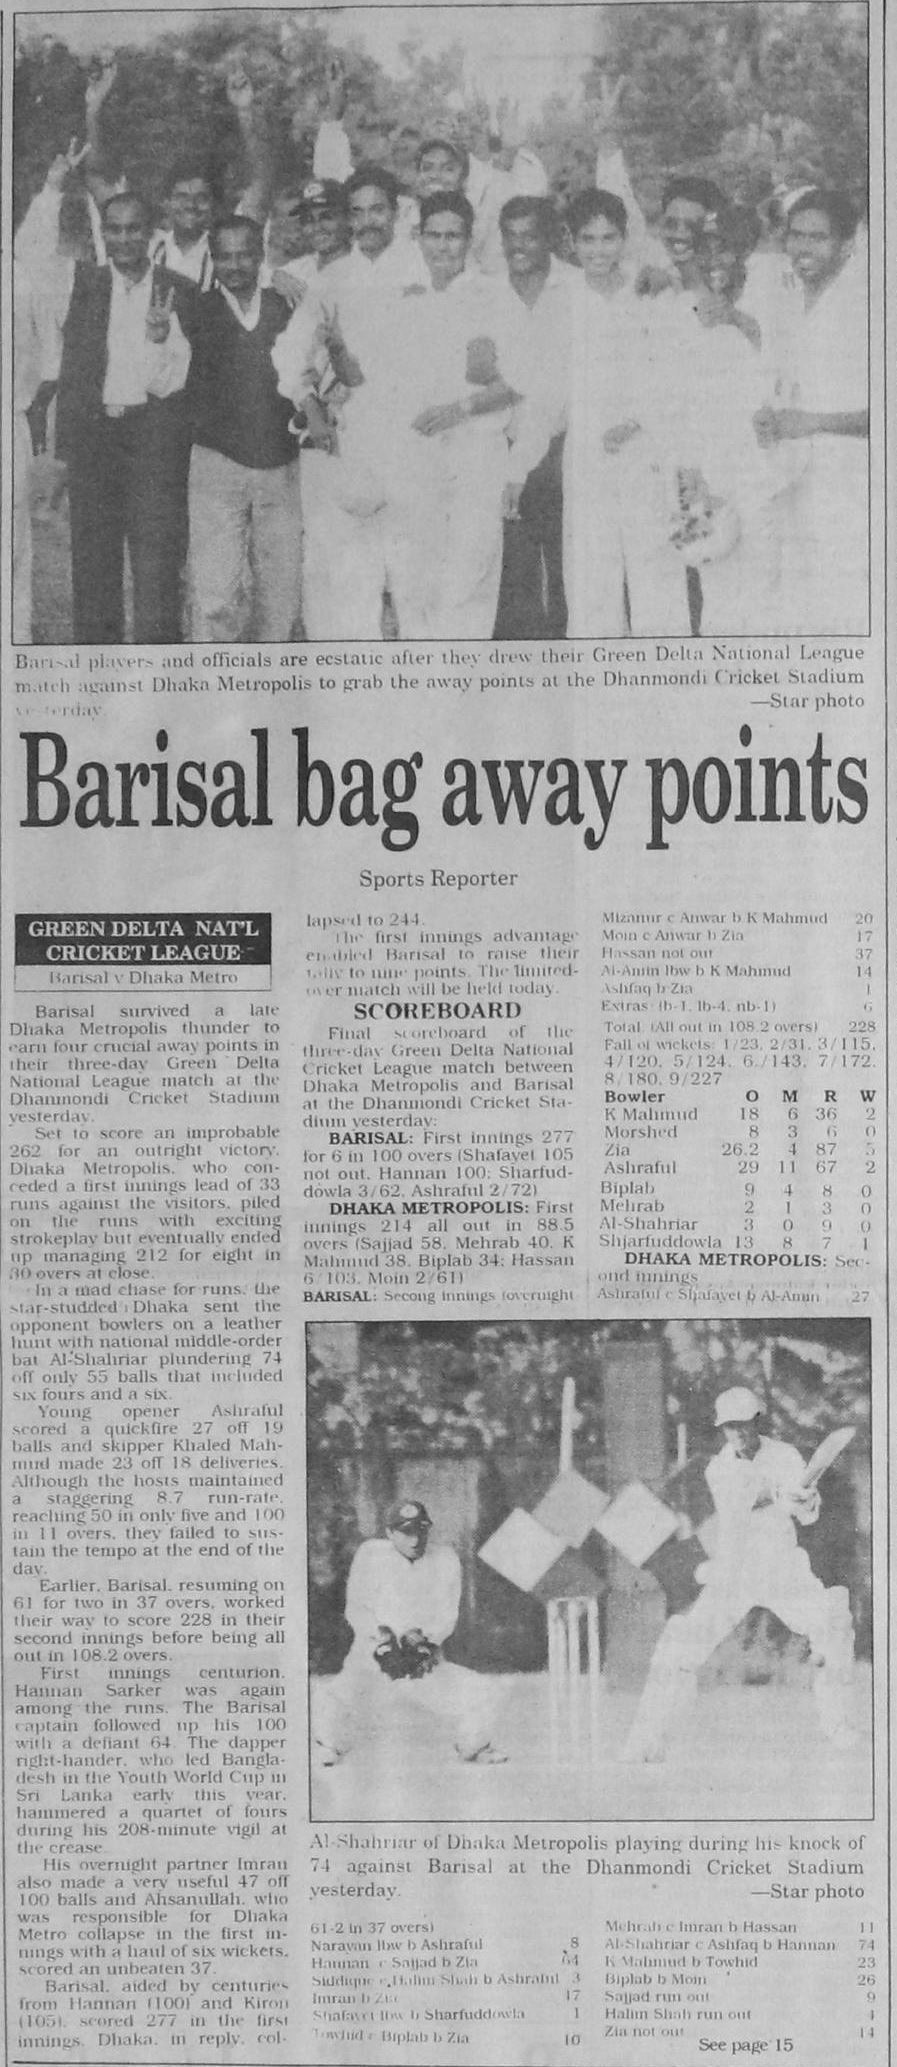 Barisal players and officials are ecstatic after they drew their Green Delta National League
match against Dhaka Metropolis to grab the away points at the Dhanmondi Cricket Stadium
yesterday.
—Star photo
Barisal bag away points
Sports Reporter
GREEN DELTA NAT'L
CRICKET LEAGUE
Barisal v Dhaka Metro
Barisal survived a late
Dhaka Metropolis thunder to
earn four crucial away points in
their three-day Green Delta
National League match at the
Dhanmondi Cricket Stadium
yesterday.
Set to score an improbable
262 for an outright victory,
Dhaka Metropolis, who con-
ceded a first innings lead of 33
runs against the visitors, piled
on the runs with exciting
strokeplay but eventually ended
up managing 212 for eight in
30 overs at close.
In a mad chase for runs, the
star-studded Dhaka sent the
opponent bowlers on a leather
hunt with national middle-order
bat Al-Shahriar plundering 74
off only 55 balls that included
six fours and a six.
Young opener Ashraful
scored a quickfire 27 off 19
balls and skipper Khaled Mah-
mud made 23 off 18 deliveries.
Although the hosts maintained
a staggering 8.7 run-rate,
reaching 50 in only five and 100
in 11 overs, they failed to sus-
tain the tempo at the end of the
day.
Earlier, Barisal, resuming on
61 for two in 37 overs, worked
their way to score 228 in their
second innings before being all
out in 108.2 overs.
First innings centurion,
Hannan Sarker was again
among the runs. The Barisal
captain followed up his 100
with a defiant 64. The dapper
right-hander, who led Bangla-
desh in the Youth World Cup in
Sri Lanka early this year,
hammered a quartet of fours
during his 208-minute vigil at
the crease.
His overnight partner Imran
also made a very useful 47 off
100 balls and Ahsanullah, who
was responsible for Dhaka
Metro collapse in the first in-
nings with a haul of six wickets,
scored an unbeaten 37.
Barisal, aided by centuries
from Hannan (100) and Kiron
(105), scored 277 in the first
innings. Dhaka, in reply, col-
lapsed to 244.
The first innings advantage
enabled Barisal to raise their
tally to nine points. The limited-
over match will be held today.
SCOREBOARD
Final scoreboard of the
three-day Green Delta National
Cricket League match between
Dhaka Metropolis and Barisal
at the Dhanmondi Cricket Sta-
dium yesterday:
BARISAL: First innings 277
for 6 in 100 overs (Shafayet 105
not out, Hannan 100; Sharfud-
dowla 3/62, Ashraful 2/72)
DHAKA METROPOLIS: First
innings 214 all out in 88.5
overs (Sajjad 58, Mehrab 40, K
Mahmud 38, Biplab 34; Hassan
6/103, Moin 2/61)
BARISAL: Secong innings (overnight
61-2 in 37 overs)
Narayan lbw b Ashraful 8
Hannan c Sajjad b Zia 64
Siddique c Halim Shah b Ashraful 3
Imran b Zia 17
Shafayet lbw b Sharfuddowla 1
Towhid c Biplab b Zia 10
Mizanur c Anwar b K Mahmud 20
Moin c Anwar b Zia 17
Hassan not out 37
Al-Amin lbw b K Mahmud 14
Ashfaq b Zia 1
Extras (b-1, lb-4, nb-1) 6
Total (All out in 108.2 overs) 228
Fall of wickets: 1/23, 2/31, 3/115,
4/120, 5/124, 6/143, 7/172,
8/180, 9/227
Bowler O M R W
K Mahmud 18 6 36 2
Morshed 8 3 6 0
Zia 26.2 4 87 5
Ashraful 29 11 67 2
Biplab 9 4 8 0
Mehrab 2 1 3 0
Al-Shahriar 3 0 9 0
Sharfuddowla 13 8 7 1
DHAKA METROPOLIS: Sec-
ond innings
Ashraful c Shafayet b Al-Amin 27
Al-Shahriar of Dhaka Metropolis playing during his knock of
74 against Barisal at the Dhanmondi Cricket Stadium
yesterday.
—Star photo
Mehrab c Imran b Hassan 11
Al-Shahriar c Ashfaq b Hannan 74
K Mahmud b Towhid 23
Biplab b Moin 26
Sajjad run out 9
Halim Shah run out 4
Zia not out 14
See page 15